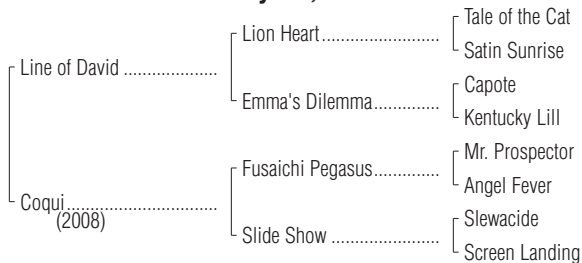 Tale of the Cat
Lion Heart
Satin Sunrise
Line of David
Capote
Emma's Dilemma
Kentucky Lill
Mr. Prospector
Fusaichi Pegasus
Angel Fever
Coqui
(2008)
Slewacide
Slide Show
Screen Landing